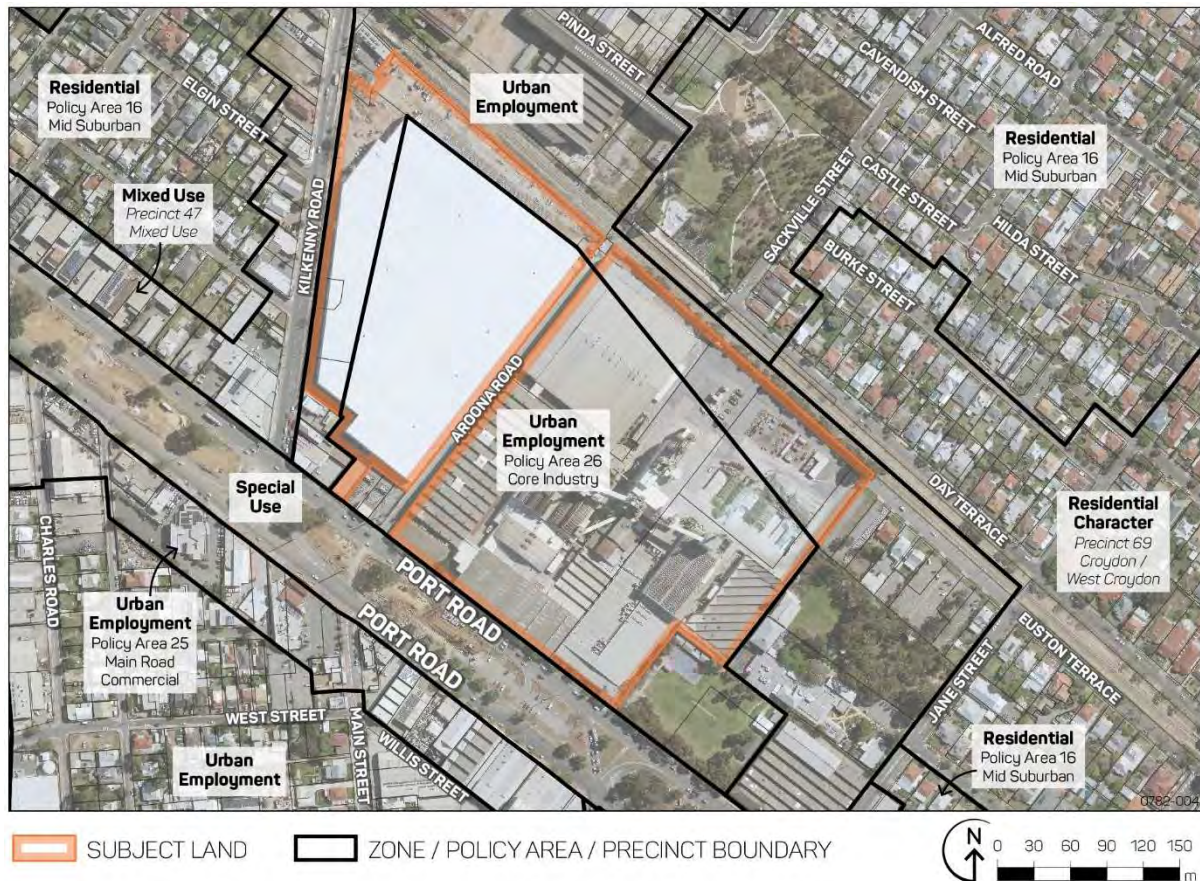 PINDA STREET
ALFRED ROAD
CAVENDISH STREET
Urban
Employment
Residential
Policy Area 16
Mid Suburban
ELGIN STREET
Residential
Policy Area 16
Mid Suburban
CASTLE STREET
SACKVILLE STREET
HILDA STREET
BURKE STREET
Mixed Use
Precinct 47
Mixed Use
KILKENNY ROAD
AROONA ROAD
Urban
Employment
Policy Area 26
Core Industry
Special
Use
DAY TERRACE
Residential
Character
Precinct 69
Croydon /
West Croydon
CHARLES ROAD
PORT ROAD
PORT ROAD
Urban
Employment
Policy Area 25
Main Road
Commercial
EUSTON TERRACE
JANE STREET
WEST STREET
MAIN STREET
WILLIS STREET
Urban
Employment
Residential
Policy Area 16
Mid Suburban
0782-004
SUBJECT LAND
ZONE / POLICY AREA / PRECINCT BOUNDARY
N
0 30 60 90 120 150
m